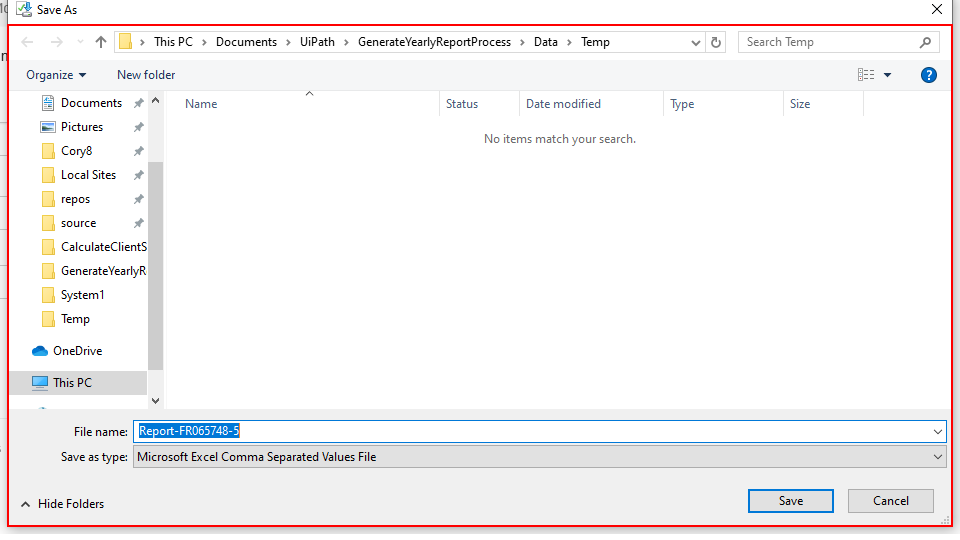 Save As
This PC > Documents > UiPath > GenerateYearlyReportProcess > Data > Temp
Search Temp
Organize
New folder
Name
Status
Date modified
Type
Size
No items match your search.
Documents
Pictures
Cory8
Local Sites
repos
source
CalculateClientS
GenerateYearlyR
System1
Temp
OneDrive
This PC
File name: Report-FR065748-5
Save as type: Microsoft Excel Comma Separated Values File
Hide Folders
Save
Cancel